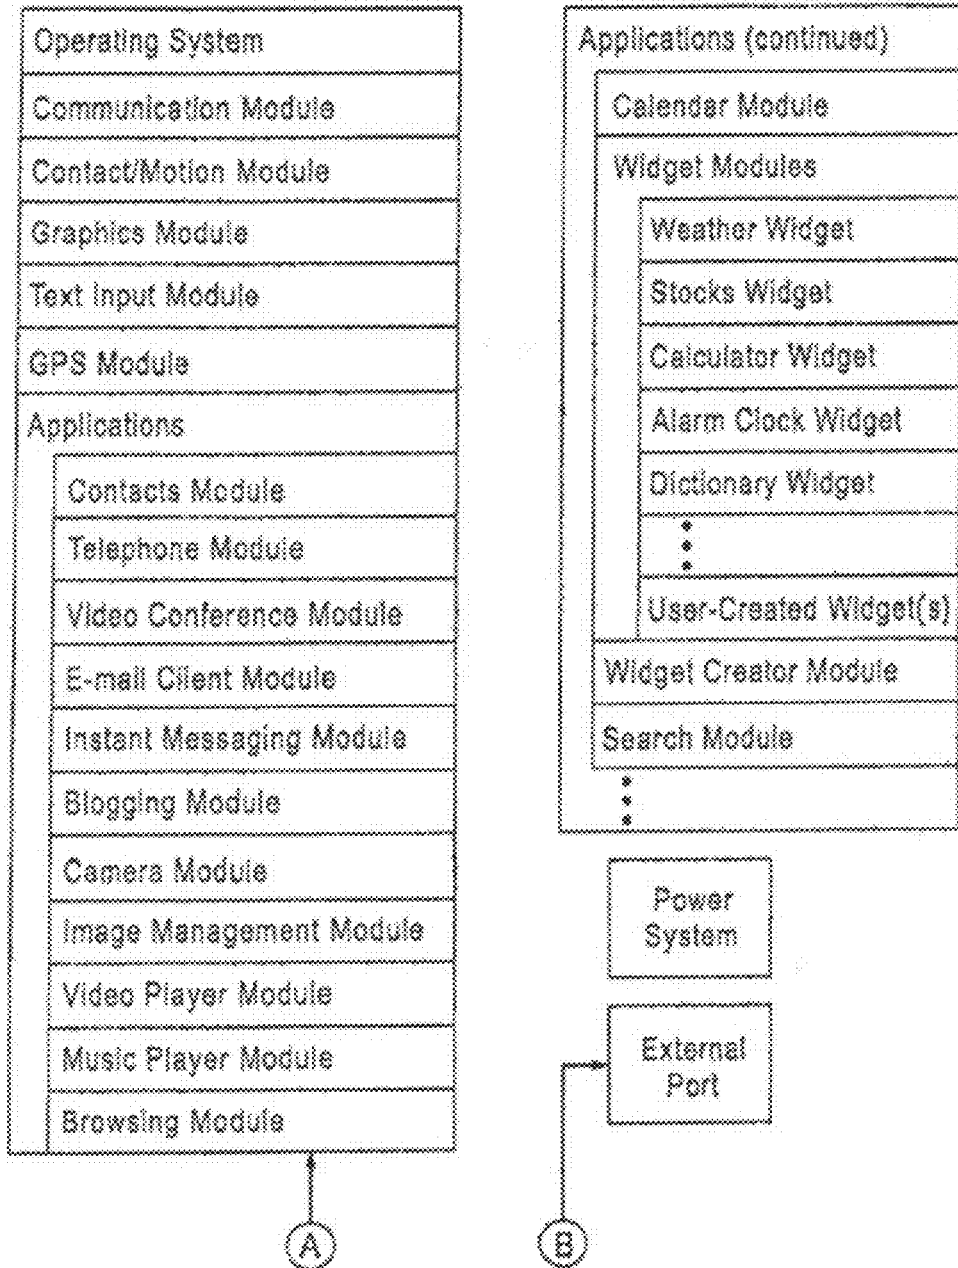 Operating System
Communication Module
Contact/Motion Module
Graphics Module
Text Input Module
GPS Module
Applications
Contacts Module
Telephone Module
Video Conference Module
E-mail Client Module
Instant Messaging Module
Blogging Module
Camera Module
Image Management Module
Video Player Module
Music Player Module
Browsing Module
A
Applications (continued)
Calendar Module
Widget Modules
Weather Widget
Stocks Widget
Calculator Widget
Alarm Clock Widget
Dictionary Widget
User-Created Widget(s)
Widget Creator Module
Search Module
Power
System
External
Port
B